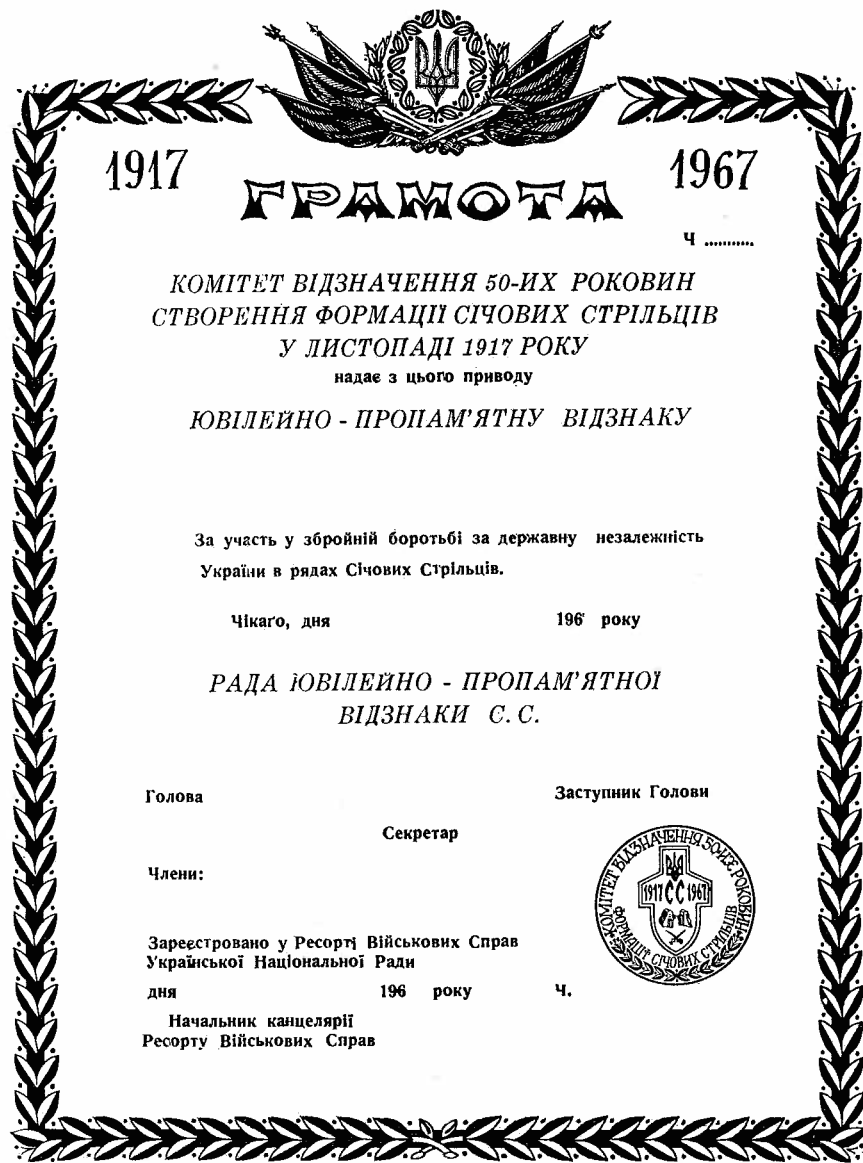 1917
1967
ГРАМОТА
Ч ...........
КОМІТЕТ ВІДЗНАЧЕННЯ 50-ИХ РОКОВИН
СТВОРЕННЯ ФОРМАЦІЇ СІЧОВИХ СТРІЛЬЦІВ
У ЛИСТОПАДІ 1917 РОКУ
надає з цього приводу
ЮВІЛЕЙНО - ПРОПАМ'ЯТНУ ВІДЗНАКУ
За участь у збройній боротьбі за державну незалежність
України в рядах Січових Стрільців.
Чікаґо, дня 196 року
РАДА ЮВІЛЕЙНО - ПРОПАМ'ЯТНОЇ
ВІДЗНАКИ С. С.
Голова
Заступник Голови
Секретар
Члени:
КОМІТЕТ ВІДЗНАЧЕННЯ 50-ИХ РОКОВИН
ФОРМАЦІЇ СІЧОВИХ СТРІЛЬЦІВ
1917 СС 1967
Зареєстровано у Ресорті Військових Справ
Української Національної Ради
дня 196 року Ч.
Начальник канцелярії
Ресорту Військових Справ